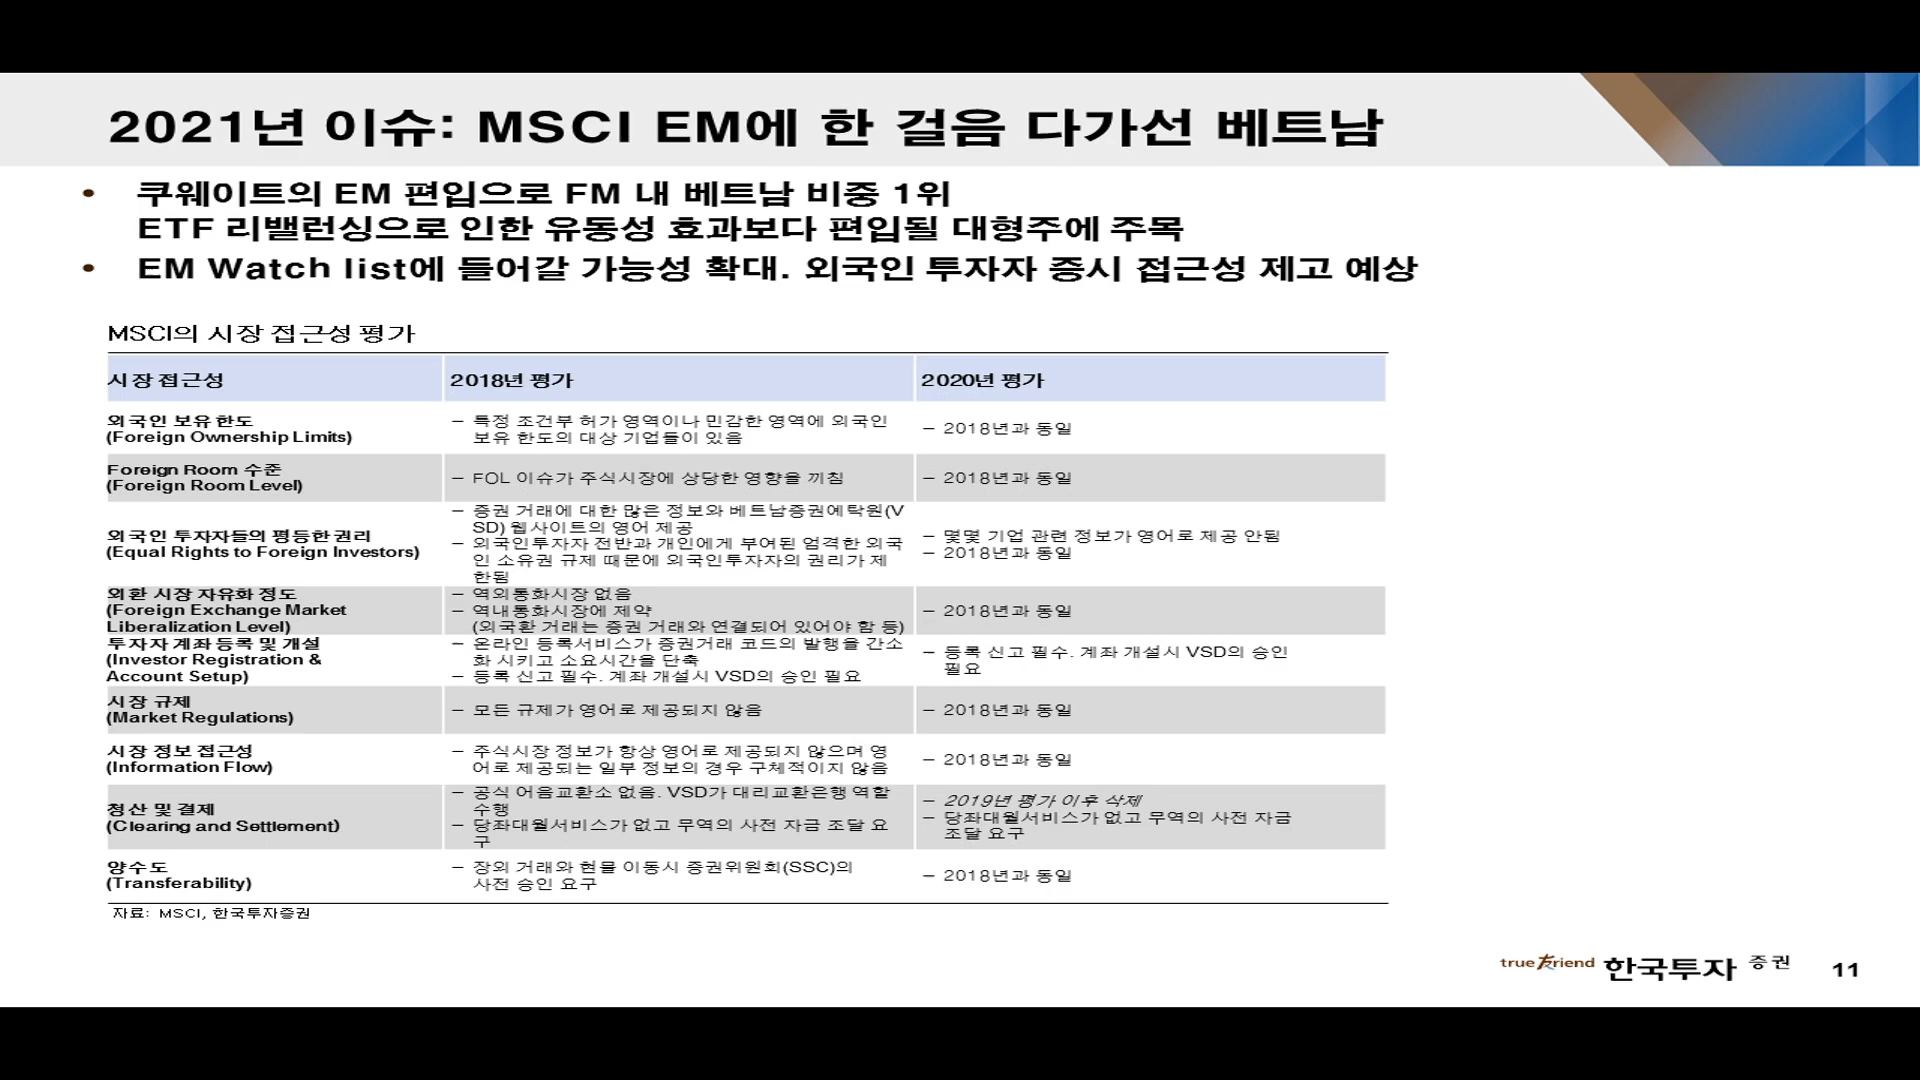 2021년 이슈: MSCI EM에 한 걸음 다가선 베트남
• 쿠웨이트의 EM 편입으로 FM 내 베트남 비중 1위
ETF 리밸런싱으로 인한 유동성 효과보다 편입될 대형주에 주목
• EM Watch list에 들어갈 가능성 확대. 외국인 투자자 증시 접근성 제고 예상
MSCI의 시장 접근성 평가
시장 접근성 2018년 평가 2020년 평가
외국인 보유 한도
(Foreign Ownership Limits)
– 특정 조건부 허가 영역이나 민감한 영역에 외국인
보유 한도의 대상 기업들이 있음
– 2018년과 동일
Foreign Room 수준
(Foreign Room Level)
– FOL 이슈가 주식시장에 상당한 영향을 끼침
– 2018년과 동일
외국인 투자자들의 평등한 권리
(Equal Rights to Foreign Investors)
– 증권 거래에 대한 많은 정보와 베트남증권예탁원(V
SD) 웹사이트의 영어 제공
– 외국인투자자 전반과 개인에게 부여된 엄격한 외국
인 소유권 규제 때문에 외국인투자자의 권리가 제
한됨
– 몇몇 기업 관련 정보가 영어로 제공 안됨
– 2018년과 동일
외환 시장 자유화 정도
(Foreign Exchange Market
Liberalization Level)
– 역외통화시장 없음
– 역내통화시장에 제약
(외국환 거래는 증권 거래와 연결되어 있어야 함 등)
– 2018년과 동일
투자자 계좌 등록 및 개설
(Investor Registration &
Account Setup)
– 온라인 등록서비스가 증권거래 코드의 발행을 간소
화 시키고 소요시간을 단축
– 등록 신고 필수. 계좌 개설시 VSD의 승인 필요
– 등록 신고 필수. 계좌 개설시 VSD의 승인
필요
시장 규제
(Market Regulations)
– 모든 규제가 영어로 제공되지 않음
– 2018년과 동일
시장 정보 접근성
(Information Flow)
– 주식시장 정보가 항상 영어로 제공되지 않으며 영
어로 제공되는 일부 정보의 경우 구체적이지 않음
– 2018년과 동일
청산 및 결제
(Clearing and Settlement)
– 공식 어음교환소 없음. VSD가 대리교환은행 역할
수행
– 당좌대월서비스가 없고 무역의 사전 자금 조달 요
구
– 2019년 평가 이후 삭제
– 당좌대월서비스가 없고 무역의 사전 자금
조달 요구
양수도
(Transferability)
– 장외 거래와 현물 이동시 증권위원회(SSC)의
사전 승인 요구
– 2018년과 동일
자료: MSCI, 한국투자증권
true友riend 한국투자 증권 11